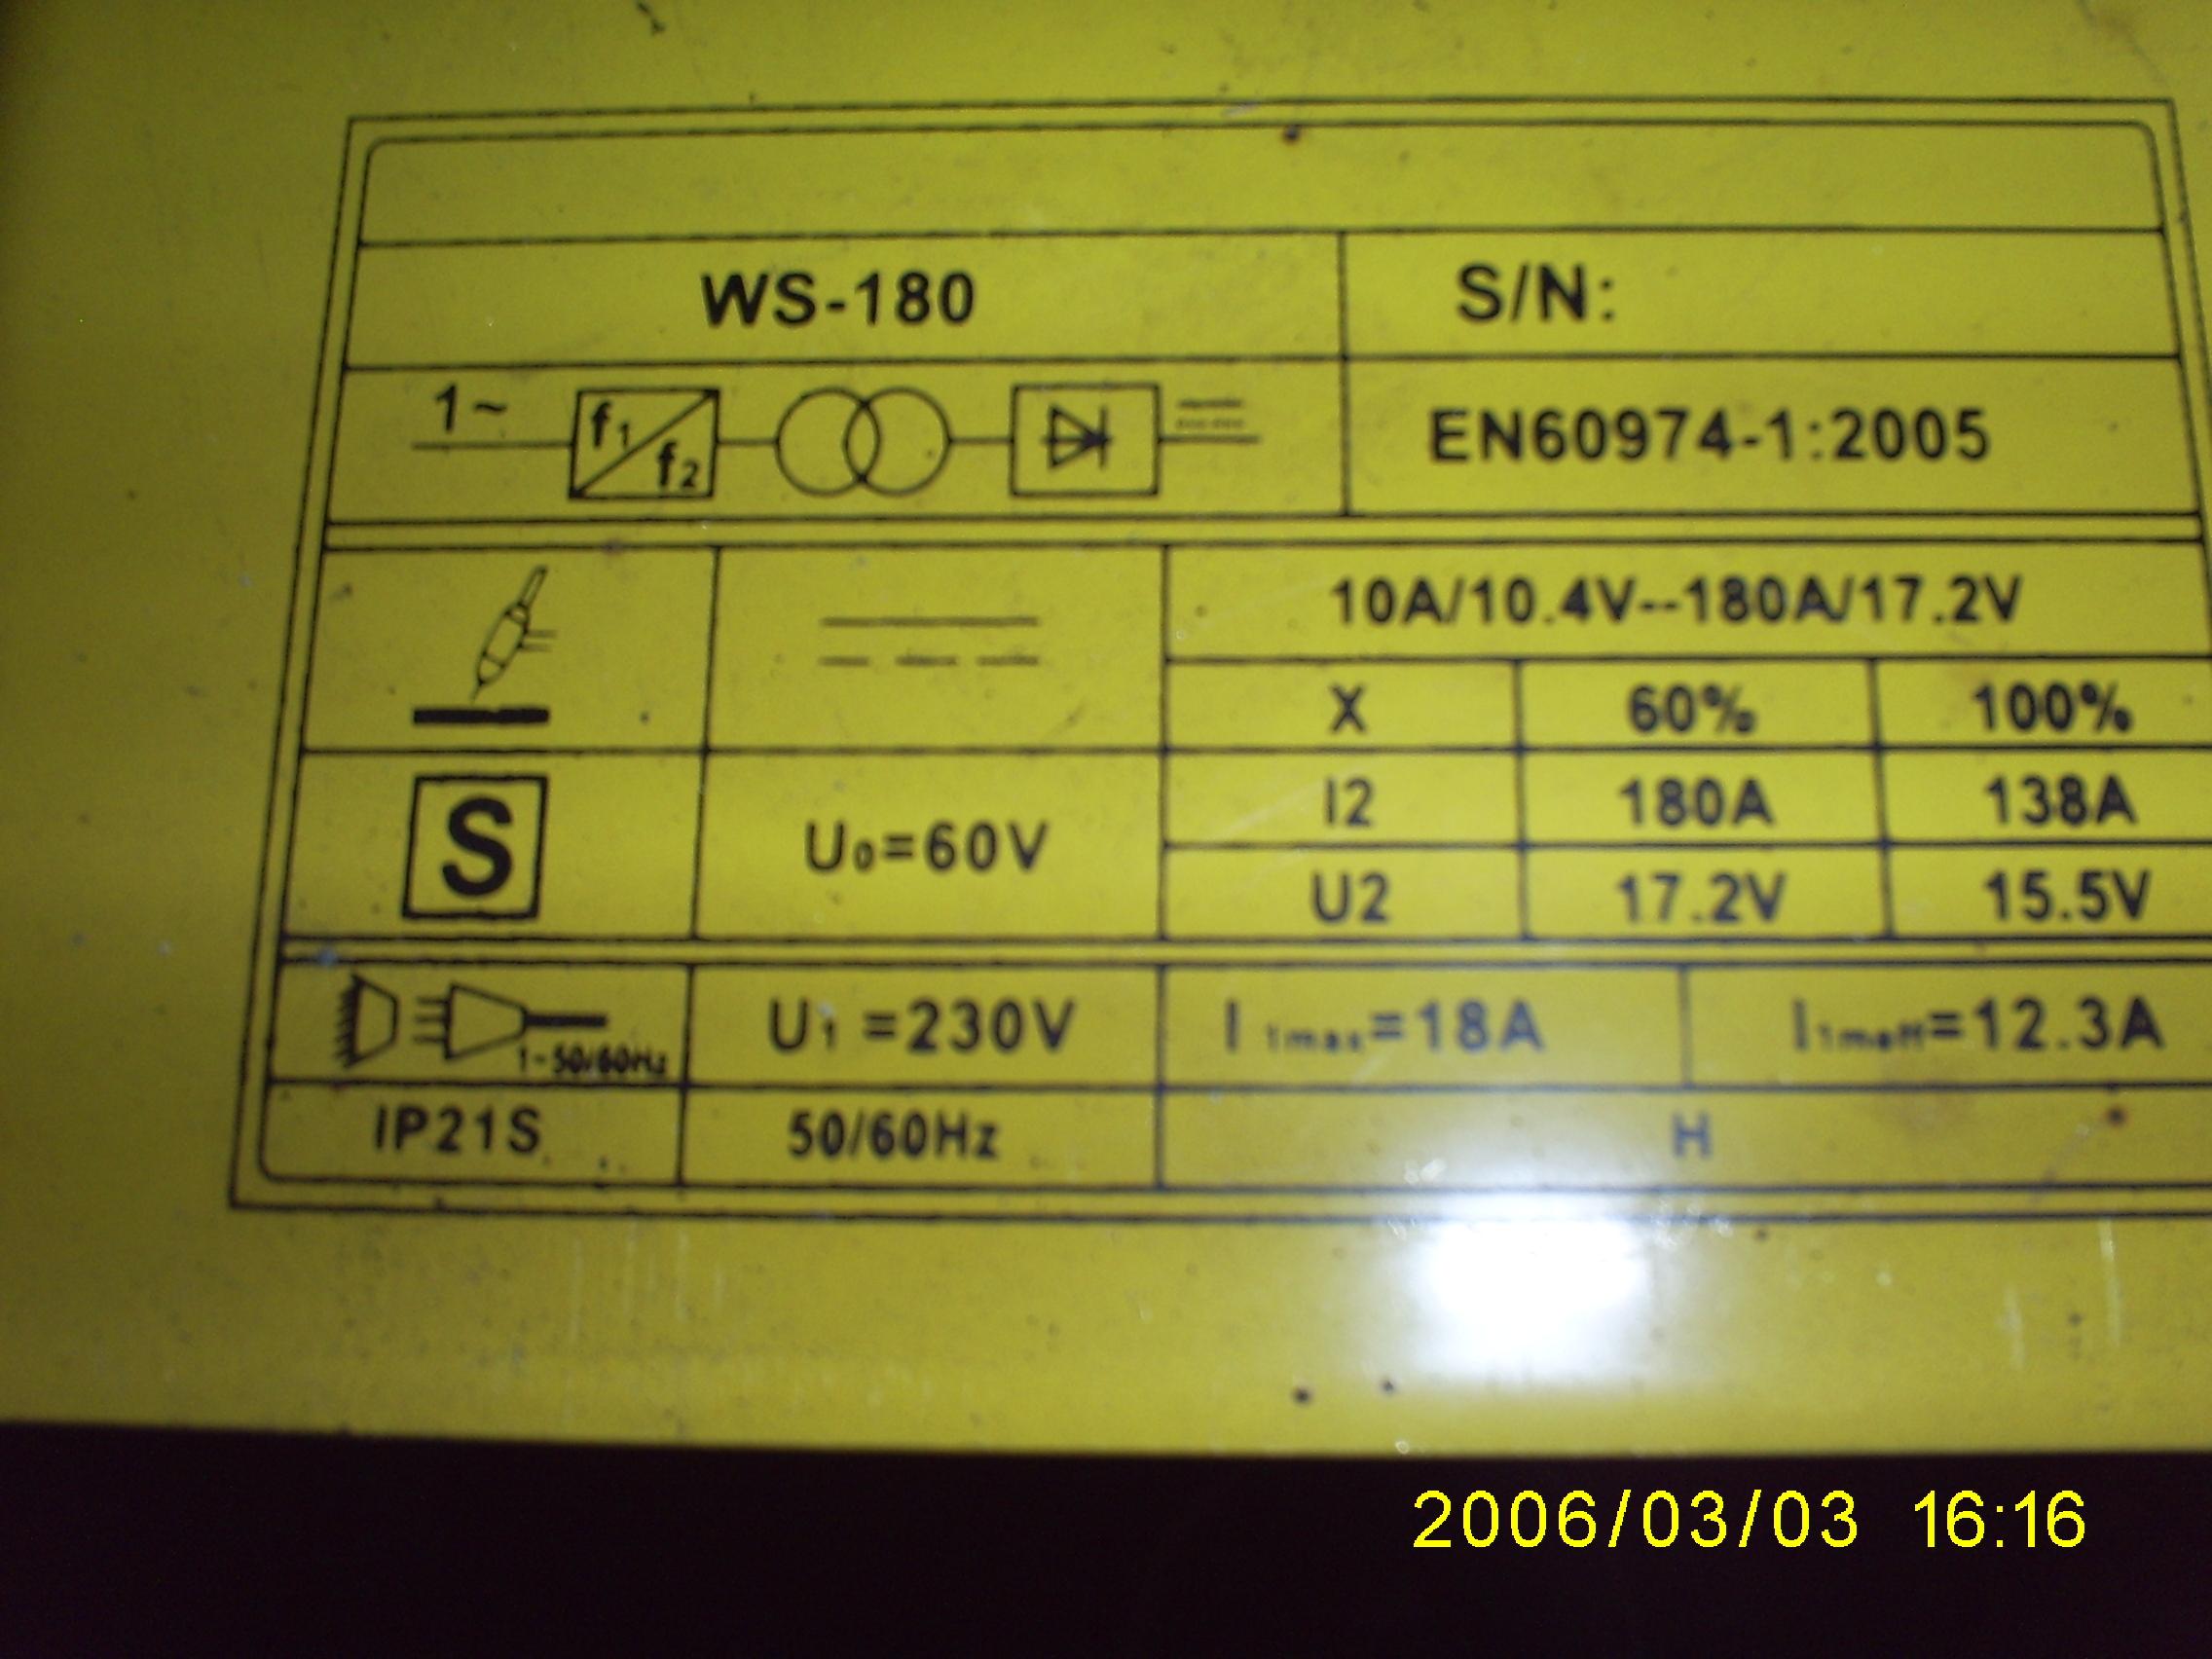 WS-180 S/N:
1~ f1 f2 EN60974-1:2005
10A/10.4V--180A/17.2V
X 60% 100%
S U0=60V I2 180A 138A
U2 17.2V 15.5V
1~50/60Hz U1 =230V I 1max=18A I1meff=12.3A
IP21S 50/60Hz H
2006/03/03 16:16